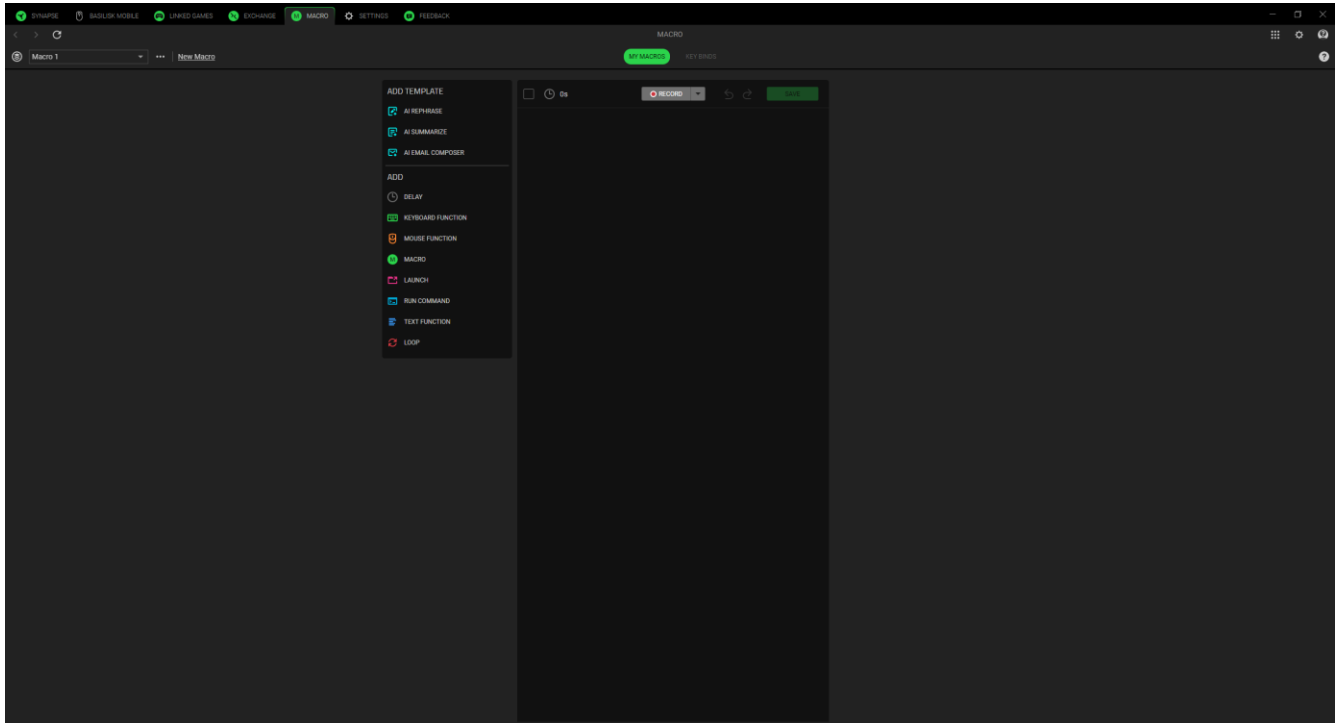 SYNAPSE BASILISK MOBILE LINKED GAMES EXCHANGE MACRO SETTINGS FEEDBACK
MACRO
Macro 1 New Macro MY MACROS KEY BINDS
ADD TEMPLATE
AI REPHRASE
AI SUMMARIZE
AI EMAIL COMPOSER
ADD
DELAY
KEYBOARD FUNCTION
MOUSE FUNCTION
MACRO
LAUNCH
RUN COMMAND
TEXT FUNCTION
LOOP
0s RECORD SAVE